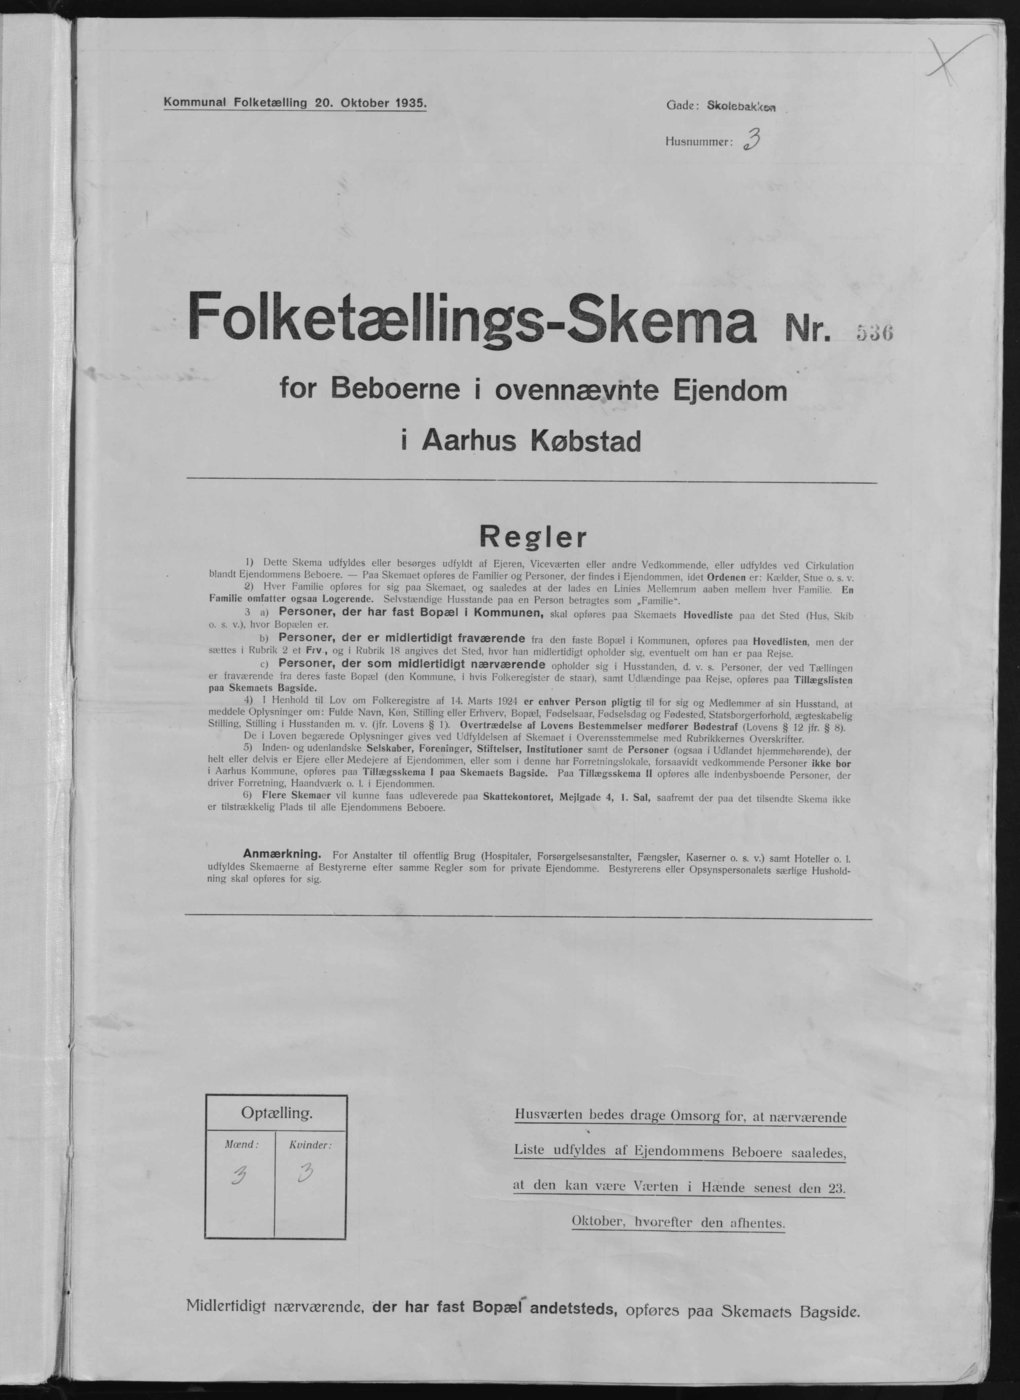 Kommunal Folketælling 20. Oktober 1935.
Gade: Skolebakken
Husnummer: 3
Folketællings-Skema Nr. 536
for Beboerne i ovennævnte Ejendom
i Aarhus Købstad
Regler
1) Dette Skema udfyldes eller besørges udfyldt af Ejeren, Viceværten eller andre Vedkommende, eller udfyldes ved Cirkulation
blandt Ejendommens Beboere. — Paa Skemaet opføres de Familier og Personer, der findes i Ejendommen, idet Ordenen er: Kælder, Stue o. s. v.
2) Hver Familie opføres for sig paa Skemaet, og saaledes at der lades en Linies Mellemrum aaben mellem hver Familie. En
Familie omfatter ogsaa Logerende. Selvstændige Husstande paa en Person betragtes som „Familie“.
3 a) Personer, der har fast Bopæl i Kommunen, skal opføres paa Skemaets Hovedliste paa det Sted (Hus, Skib
o. s. v.), hvor Bopælen er.
b) Personer, der er midlertidigt fraværende fra den faste Bopæl i Kommunen, opføres paa Hovedlisten, men der
sættes i Rubrik 2 et Frv., og i Rubrik 18 angives det Sted, hvor han midlertidigt opholder sig, eventuelt om han er paa Rejse.
c) Personer, der som midlertidigt nærværende opholder sig i Husstanden, d. v. s. Personer, der ved Tællingen
er fraværende fra deres faste Bopæl (den Kommune, i hvis Folkeregister de staar), samt Udlændinge paa Rejse, opføres paa Tillægslisten
paa Skemaets Bagside.
4) I Henhold til Lov om Folkeregistre af 14. Marts 1924 er enhver Person pligtig til for sig og Medlemmer af sin Husstand, at
meddele Oplysninger om: Fulde Navn, Køn, Stilling eller Erhverv, Bopæl, Fødselsaar, Fødselsdag og Fødested, Statsborgerforhold, ægteskabelig
Stilling, Stilling i Husstanden m. v. (jfr. Lovens § 1). Overtrædelse af Lovens Bestemmelser medfører Bødestraf (Lovens § 12 jfr. § 8).
De i Loven begærede Oplysninger gives ved Udfyldelsen af Skemaet i Overensstemmelse med Rubrikkernes Overskrifter.
5) Inden- og udenlandske Selskaber, Foreninger, Stiftelser, Institutioner samt de Personer (ogsaa i Udlandet hjemmehørende), der
helt eller delvis er Ejere eller Medejere af Ejendommen, eller som i denne har Forretningslokale, forsaavidt vedkommende Personer ikke bor
i Aarhus Kommune, opføres paa Tillægsskema I paa Skemaets Bagside. Paa Tillægsskema II opføres alle indenbysboende Personer, der
driver Forretning, Haandværk o. l. i Ejendommen.
6) Flere Skemaer vil kunne faas udleverede paa Skattekontoret, Mejlgade 4, 1. Sal, saafremt der paa det tilsendte Skema ikke
er tilstrækkelig Plads til alle Ejendommens Beboere.
Anmærkning. For Anstalter til offentlig Brug (Hospitaler, Forsørgelsesanstalter, Fængsler, Kaserner o. s. v.) samt Hoteller o. l.
udfyldes Skemaerne af Bestyrerne efter samme Regler som for private Ejendomme. Bestyrerens eller Opsynspersonalets særlige Hushold-
ning skal opføres for sig.
Optælling.
Mænd: Kvinder:
3 3
Husværten bedes drage Omsorg for, at nærværende
Liste udfyldes af Ejendommens Beboere saaledes,
at den kan være Værten i Hænde senest den 23.
Oktober, hvorefter den afhentes.
Midlertidigt nærværende, der har fast Bopæl andetsteds, opføres paa Skemaets Bagside.